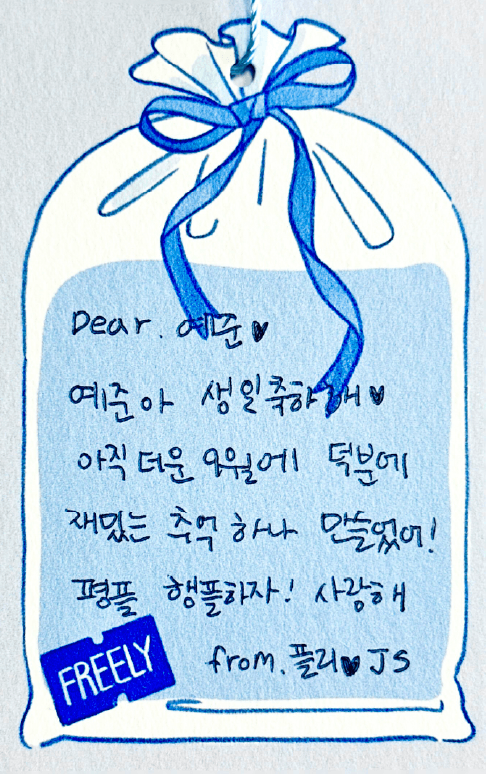 Dear. 예준♥
예준아 생일축하해♥
아직 더운 9월에 덕분에
재밌는 추억 하나 만들었어!
평플 행플하자! 사랑해
FREELY
from. 플리♥JS